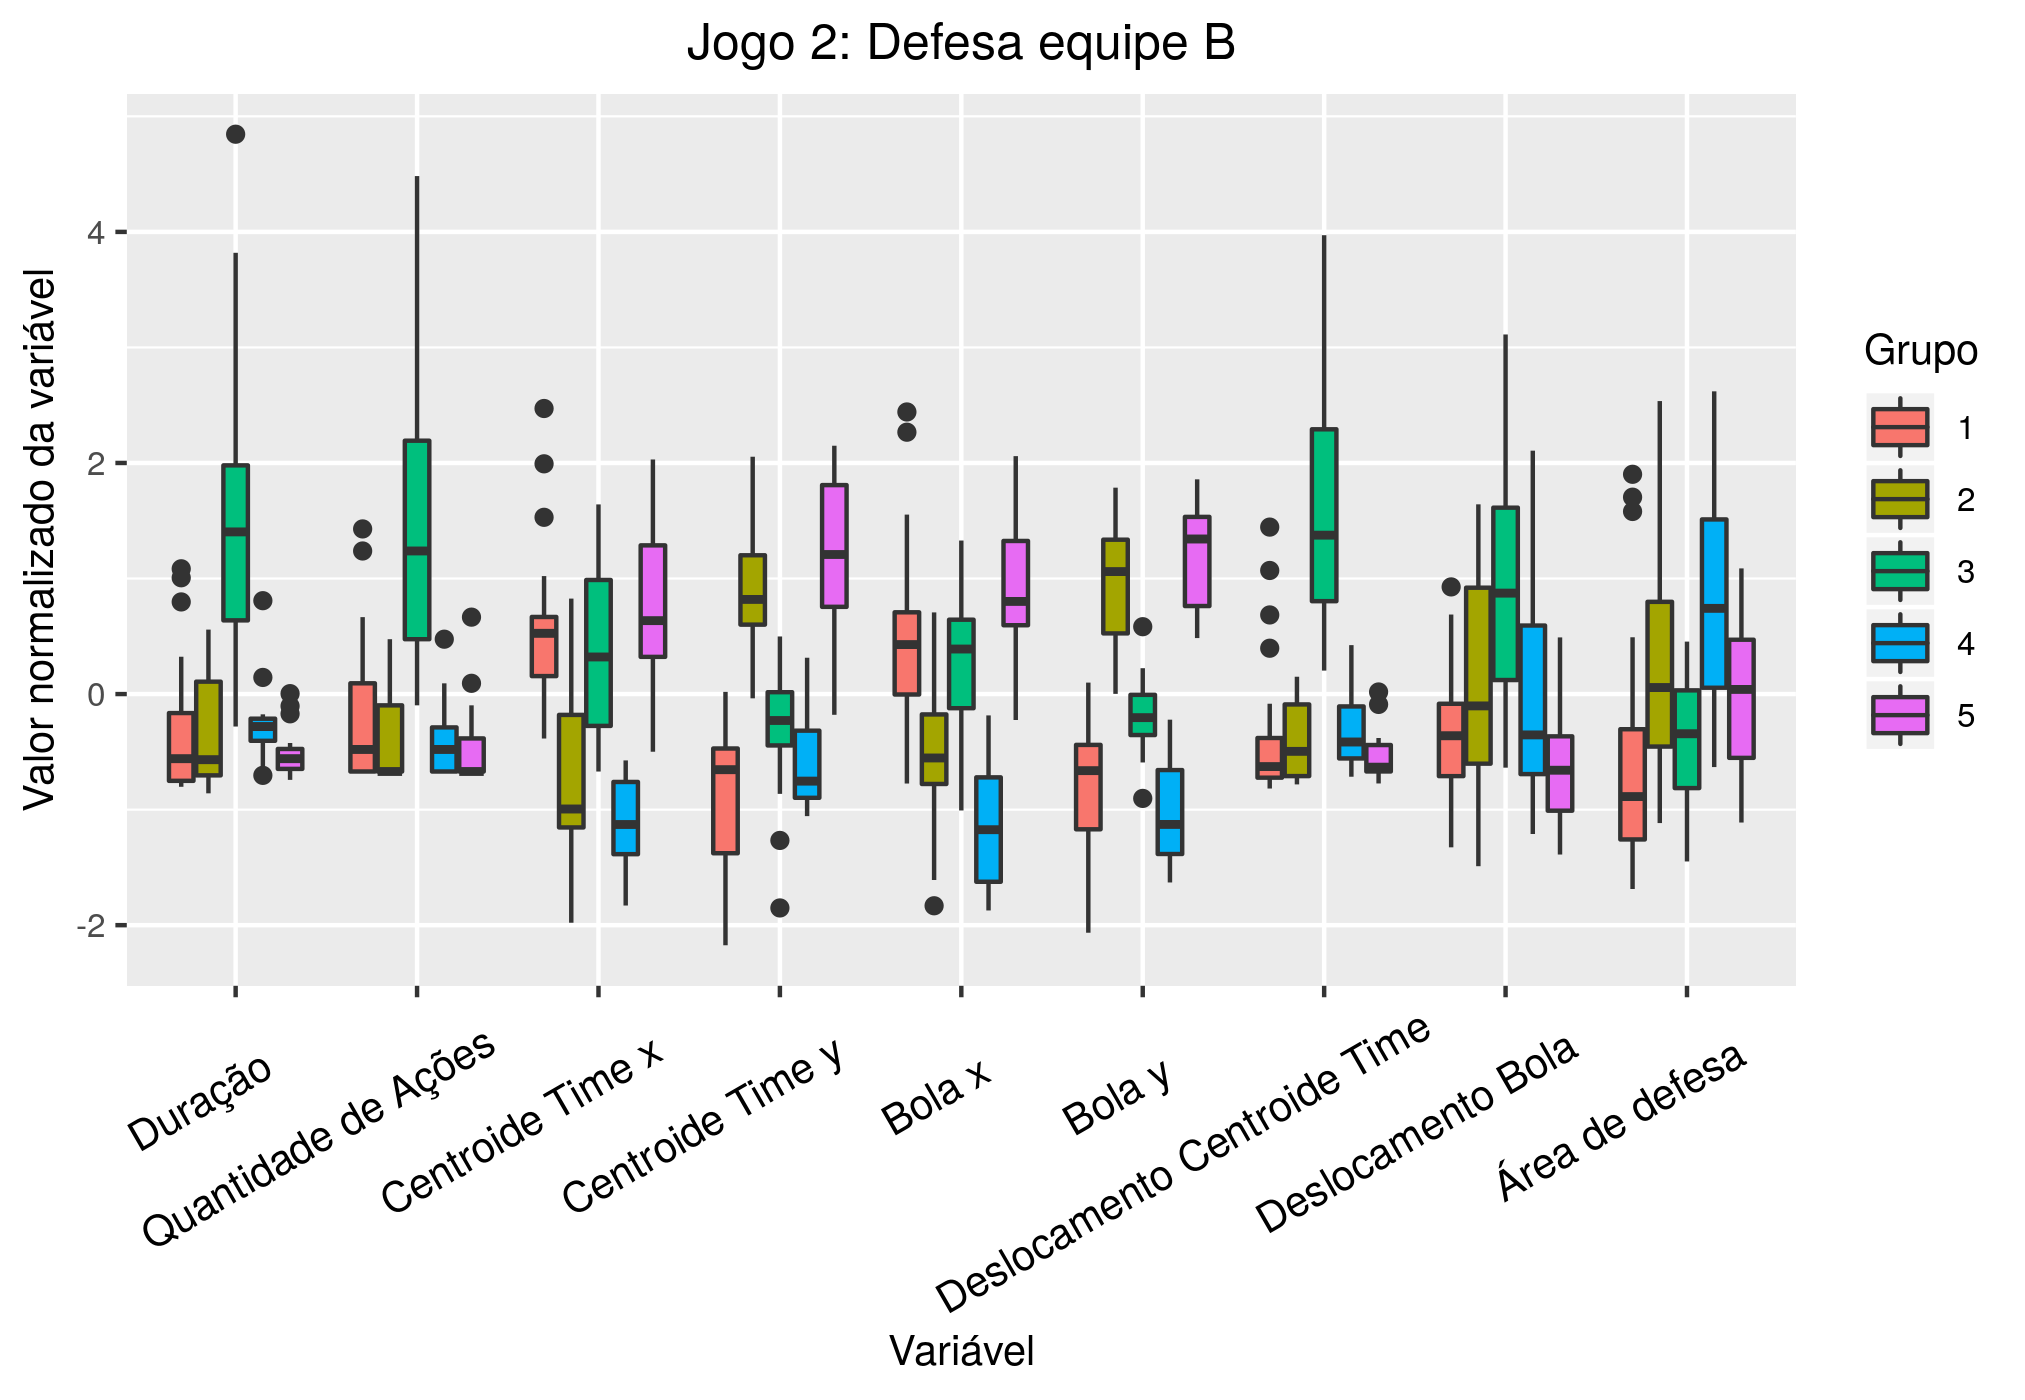 Jogo 2: Defesa equipe B
Valor normalizado da variável
4
2
0
-2
Duração
Quantidade de Ações
Centroide Time x
Centroide Time y
Bola x
Bola y
Deslocamento Centroide Time
Deslocamento Bola
Área de defesa
Variável
Grupo
1
2
3
4
5